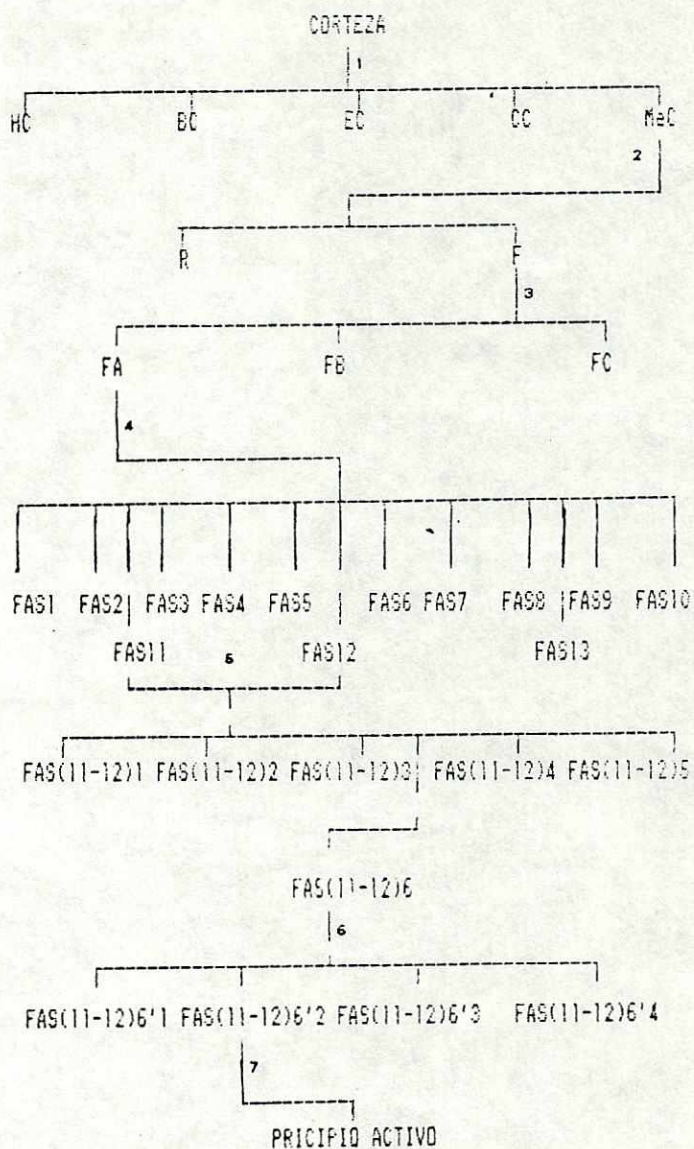 CORTEZA
1
HC BC EC CC MeC
2
R F
3
FA FB FC
4
FAS1 FAS2 FAS3 FAS4 FAS5 FAS6 FAS7 FAS8 FAS9 FAS10
FAS11 5 FAS12 FAS13
FAS(11-12)1 FAS(11-12)2 FAS(11-12)3 FAS(11-12)4 FAS(11-12)5
FAS(11-12)6
6
FAS(11-12)6'1 FAS(11-12)6'2 FAS(11-12)6'3 FAS(11-12)6'4
7
PRICIPIO ACTIVO